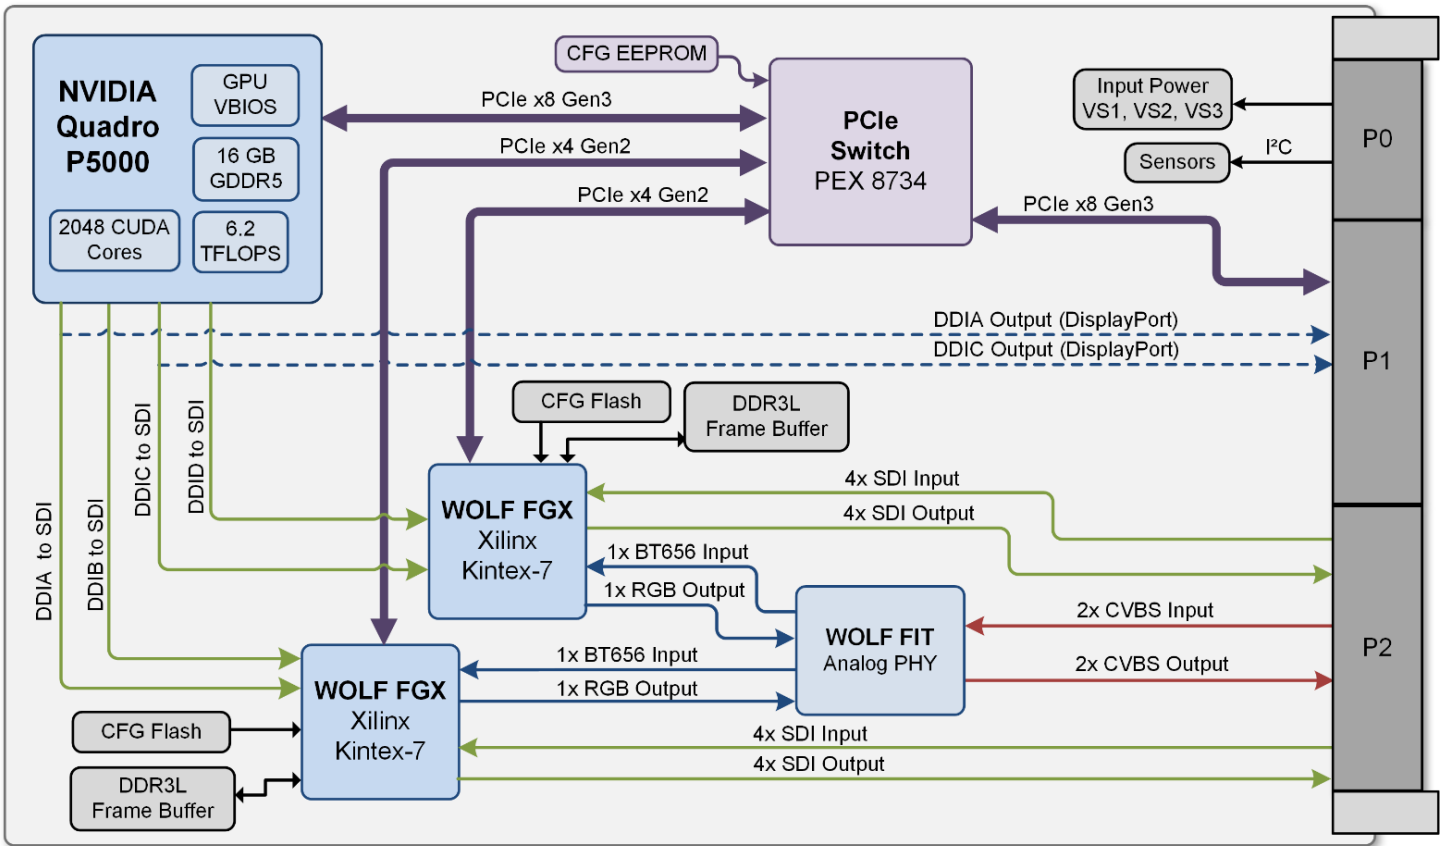 NVIDIA
Quadro
P5000
GPU
VBIOS
16 GB
GDDR5
2048 CUDA
Cores
6.2
TFLOPS
CFG EEPROM
PCIe x8 Gen3
PCIe x4 Gen2
PCIe x4 Gen2
PCIe
Switch
PEX 8734
PCIe x8 Gen3
Input Power
VS1, VS2, VS3
Sensors
I²C
P0
P1
P2
DDIA Output (DisplayPort)
DDIC Output (DisplayPort)
DDIA to SDI
DDIB to SDI
DDIC to SDI
DDID to SDI
CFG Flash
DDR3L
Frame Buffer
WOLF FGX
Xilinx
Kintex-7
4x SDI Input
4x SDI Output
1x BT656 Input
1x RGB Output
WOLF FIT
Analog PHY
2x CVBS Input
2x CVBS Output
WOLF FGX
Xilinx
Kintex-7
1x BT656 Input
1x RGB Output
4x SDI Input
4x SDI Output
CFG Flash
DDR3L
Frame Buffer